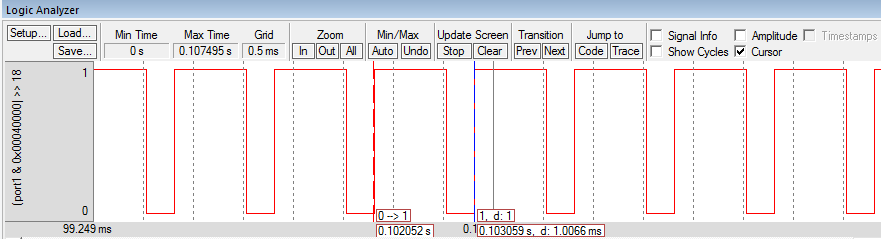 Logic Analyzer
Setup... Load... Min Time Max Time Grid Zoom Min/Max Update Screen Transition Jump to Signal Info Amplitude Timestamps
Save... 0 s 0.107495 s 0.5 ms In Out All Auto Undo Stop Clear Prev Next Code Trace Show Cycles Cursor
(port1 & 0x00040000) >> 18
1
0
0 --> 1 1, d: 1
99.249 ms 0.102052 s 0.1 0.103059 s, d: 1.0066 ms